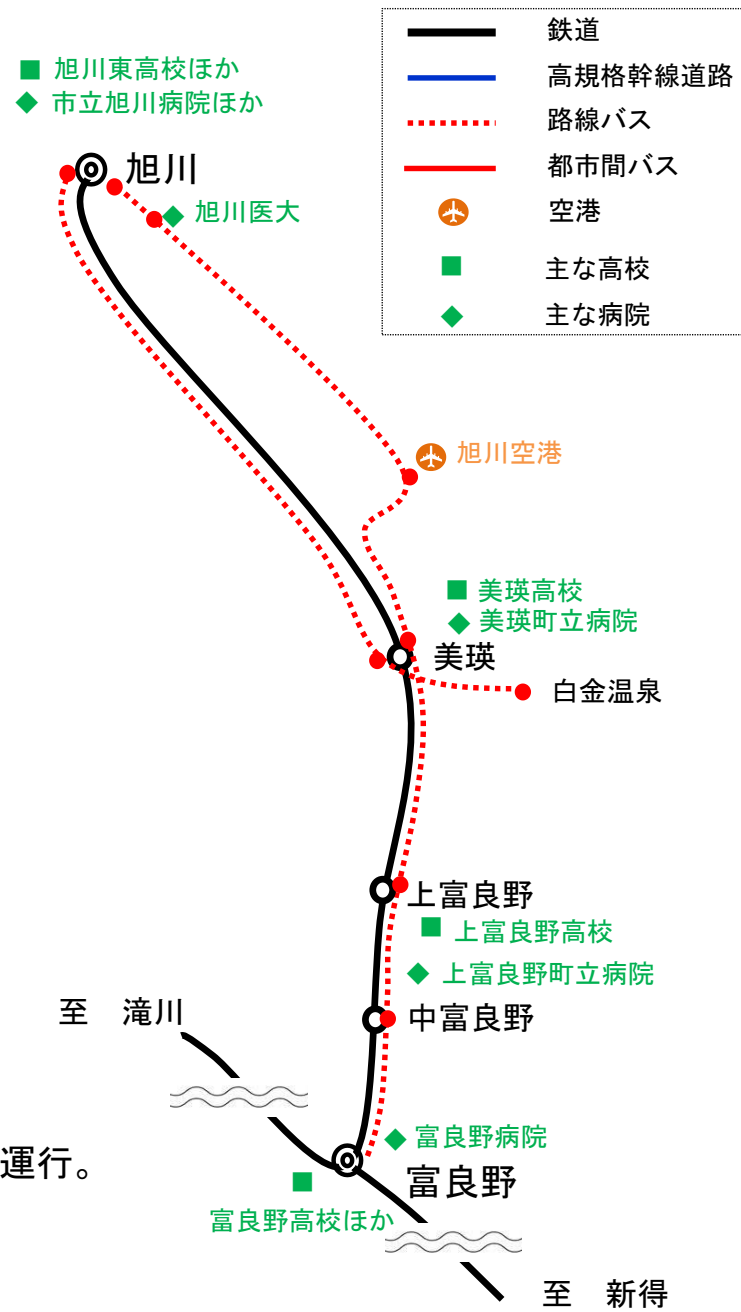 鉄道
高規格幹線道路
路線バス
都市間バス
空港
主な高校
主な病院
旭川東高校ほか
市立旭川病院ほか
旭川
旭川医大
旭川空港
美瑛高校
美瑛町立病院
美瑛
白金温泉
上富良野
上富良野高校
上富良野町立病院
至　滝川
中富良野
富良野病院
運行。
富良野
富良野高校ほか
至　新得